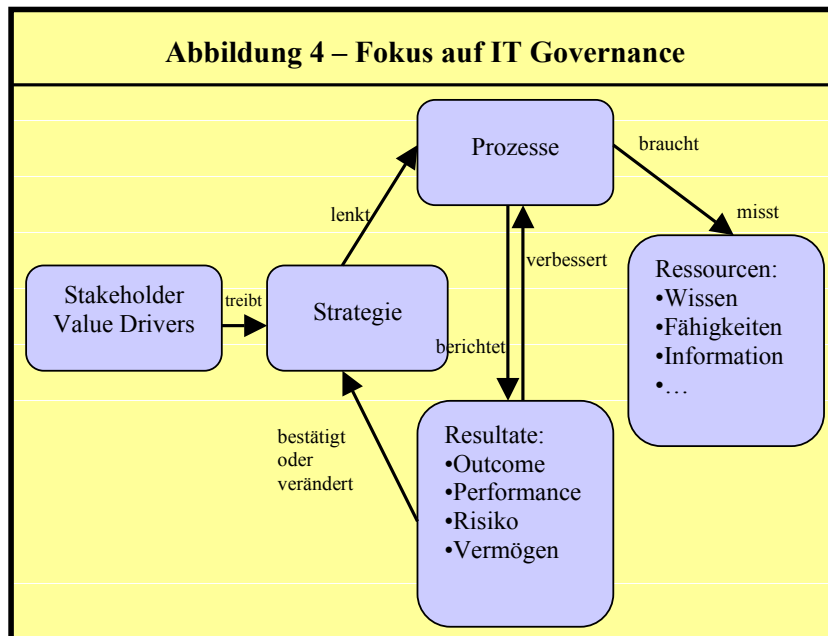 Abbildung 4 – Fokus auf IT Governance
Prozesse
braucht
lenkt
misst
verbessert
Ressourcen:
•Wissen
•Fähigkeiten
•Information
•…
Stakeholder
Value Drivers
treibt
Strategie
berichtet
bestätigt
oder
verändert
Resultate:
•Outcome
•Performance
•Risiko
•Vermögen